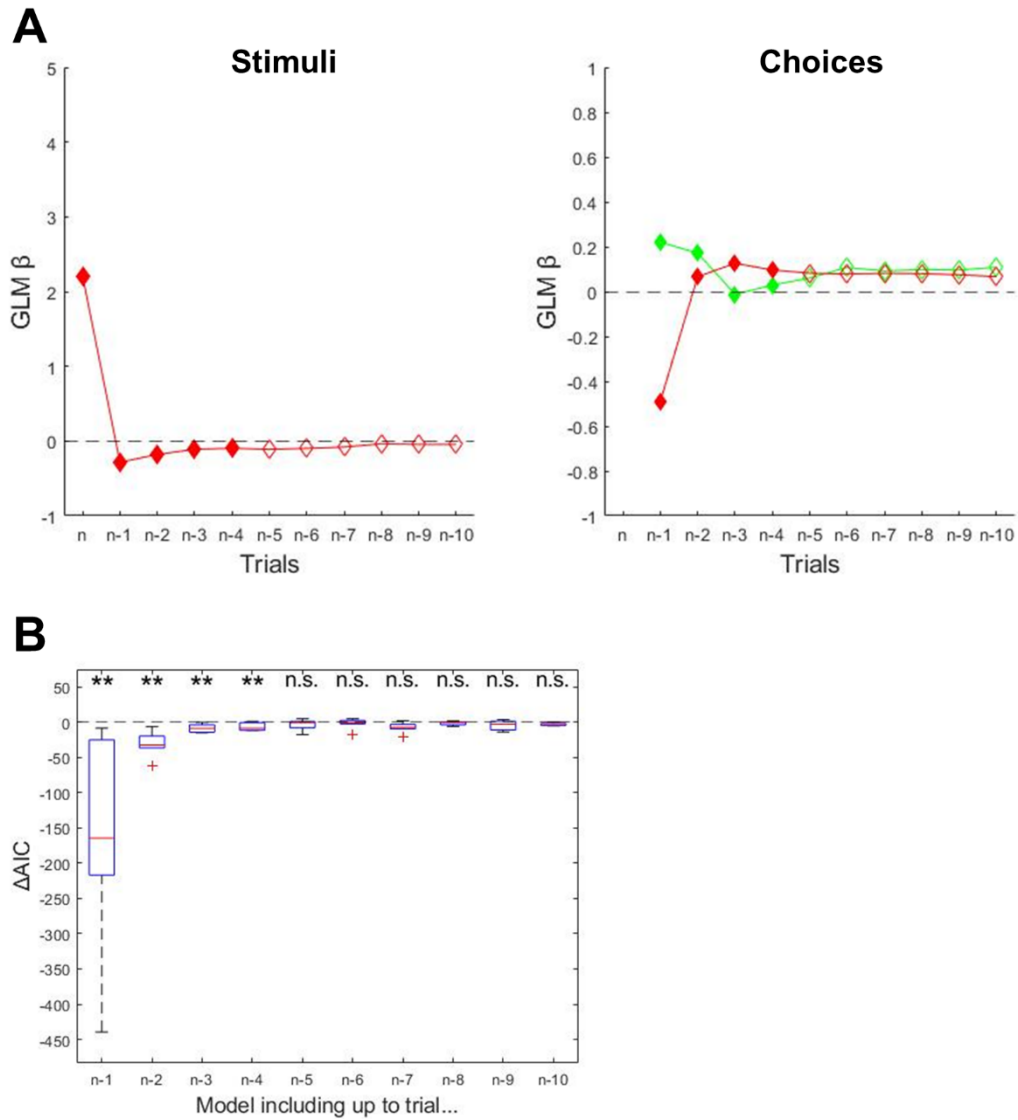 A
Stimuli
Choices
5
4
3
2
1
0
-1
GLM β
n n-1 n-2 n-3 n-4 n-5 n-6 n-7 n-8 n-9 n-10
Trials
1
0.8
0.6
0.4
0.2
0
-0.2
-0.4
-0.6
-0.8
-1
GLM β
n n-1 n-2 n-3 n-4 n-5 n-6 n-7 n-8 n-9 n-10
Trials
B
** ** ** ** n.s. n.s. n.s. n.s. n.s. n.s.
50
0
-50
-100
-150
-200
-250
-300
-350
-400
-450
ΔAIC
n-1 n-2 n-3 n-4 n-5 n-6 n-7 n-8 n-9 n-10
Model including up to trial...